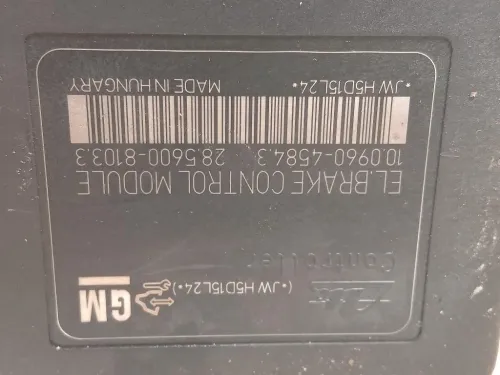 GM
(•JW H5D15L24•)
Controlled
EL.BRAKE CONTROL MODULE
10.0960-4584.3 28.5600-8103.3
•JW H5D15L24• MADE IN HUNGARY